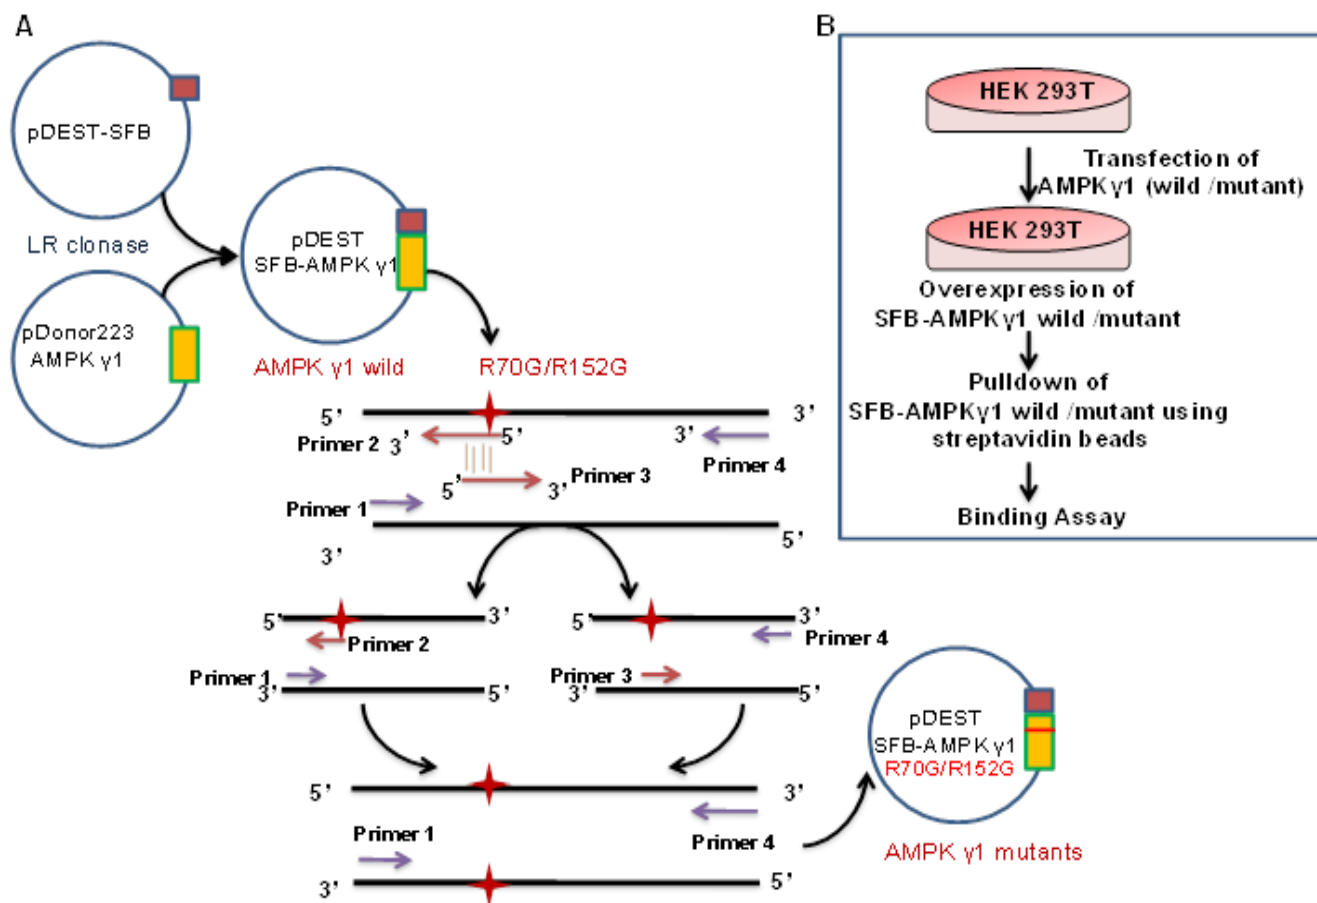 A
pDEST-SFB
LR clonase
pDonor223
AMPK γ1
pDEST
SFB-AMPK γ1
AMPK γ1 wild
R70G/R152G
5’
3’
Primer 2
3’
5’
3’
Primer 4
5’
3’
Primer 3
Primer 1
3’
5’
5’
3’
Primer 2
Primer 1
3’
5’
5’
3’
Primer 4
Primer 3
3’
5’
5’
3’
Primer 1
Primer 4
3’
5’
pDEST
SFB-AMPK γ1
R70G/R152G
AMPK γ1 mutants
B
HEK 293T
Transfection of
AMPK γ1 (wild /mutant)
HEK 293T
Overexpression of
SFB-AMPK γ1 wild /mutant
Pulldown of
SFB-AMPK γ1 wild /mutant using
streptavidin beads
Binding Assay